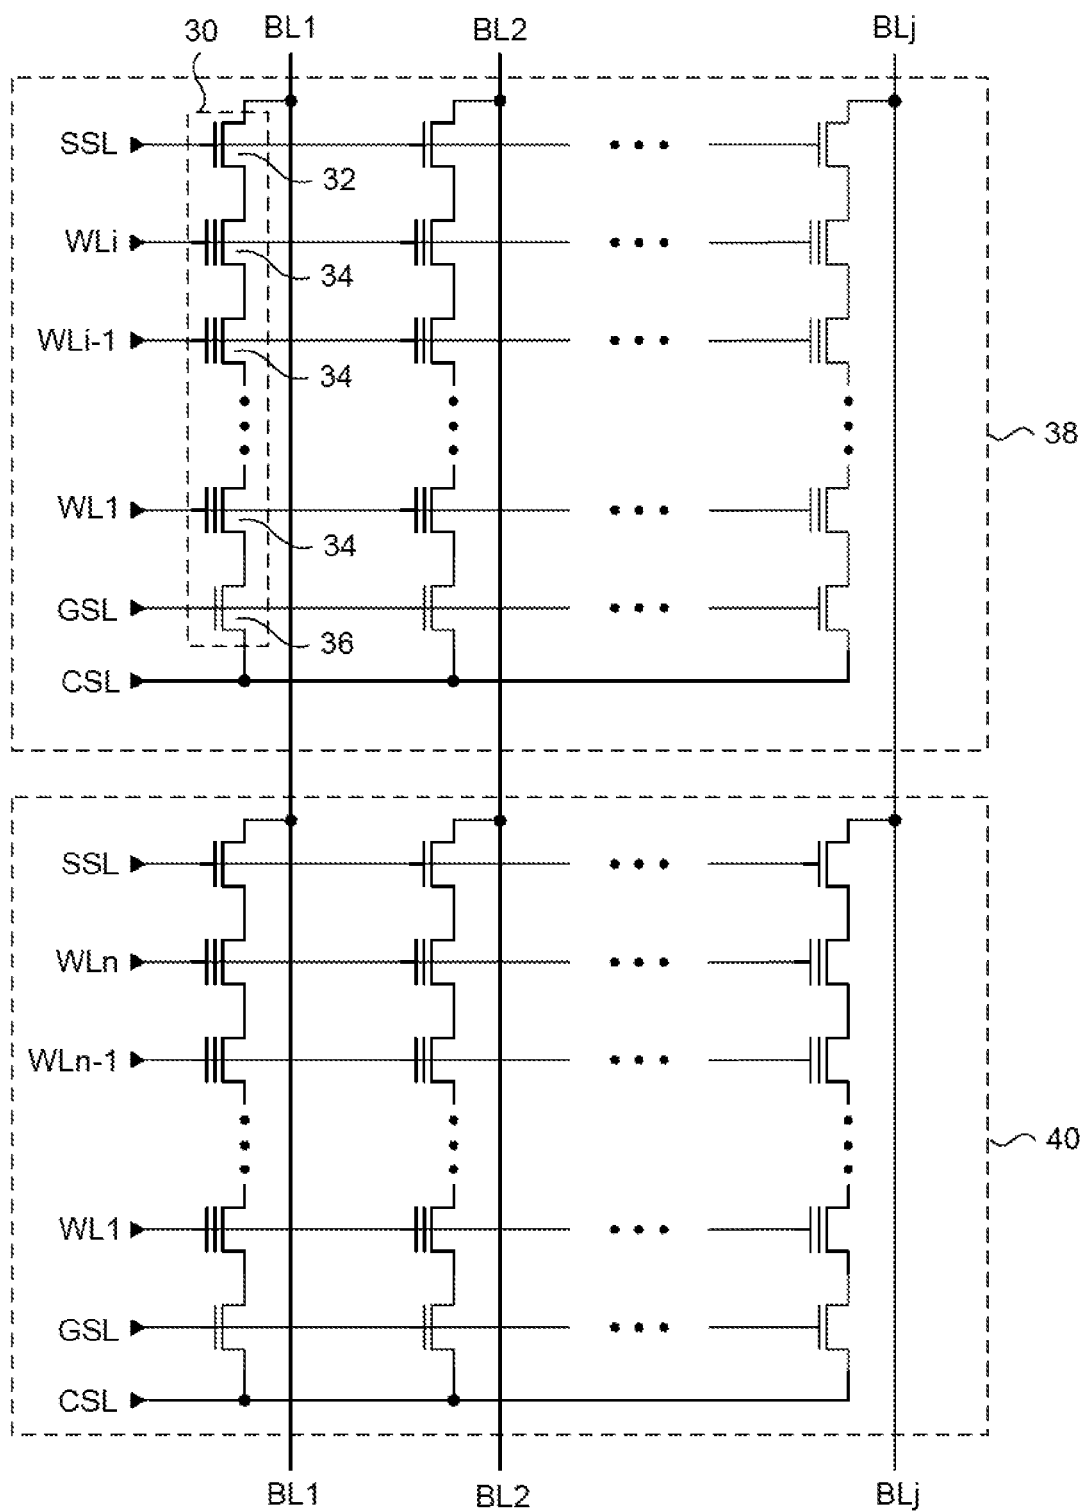 30 BL1 BL2 BLj
SSL
32
WLi
34
WLi-1
34
38
WL1
34
GSL
36
CSL
SSL
WLn
WLn-1
40
WL1
GSL
CSL
BL1 BL2 BLj